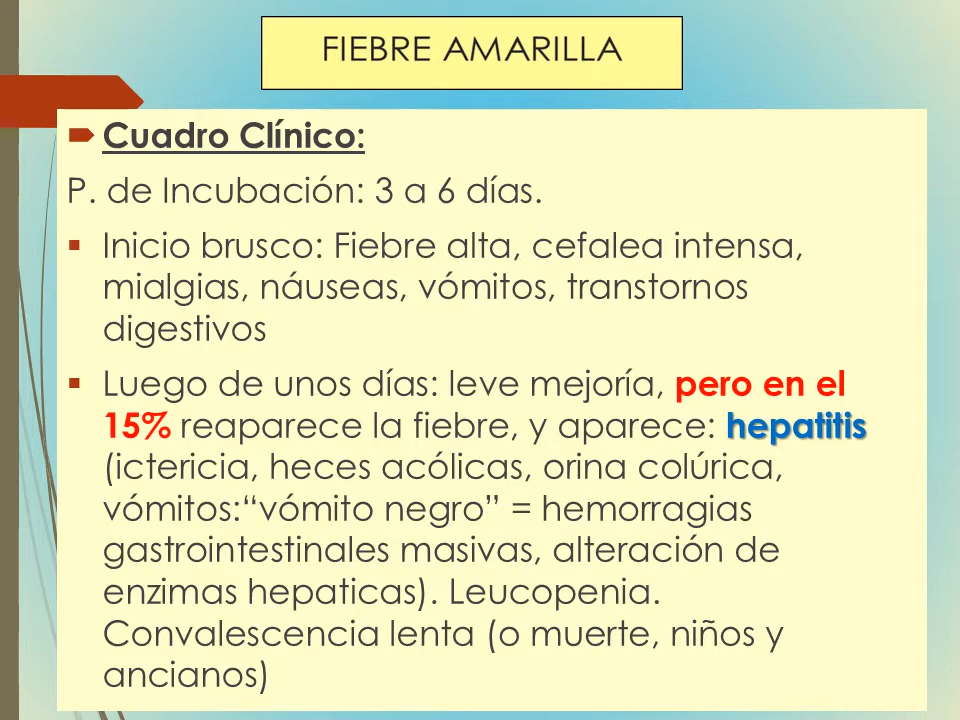 FIEBRE AMARILLA
Cuadro Clínico:
P. de Incubación: 3 a 6 días.
Inicio brusco: Fiebre alta, cefalea intensa,
mialgias, náuseas, vómitos, transtornos
digestivos
Luego de unos días: leve mejoría, pero en el
15% reaparece la fiebre, y aparece: hepatitis
(ictericia, heces acólicas, orina colúrica,
vómitos:“vómito negro” = hemorragias
gastrointestinales masivas, alteración de
enzimas hepaticas). Leucopenia.
Convalescencia lenta (o muerte, niños y
ancianos)